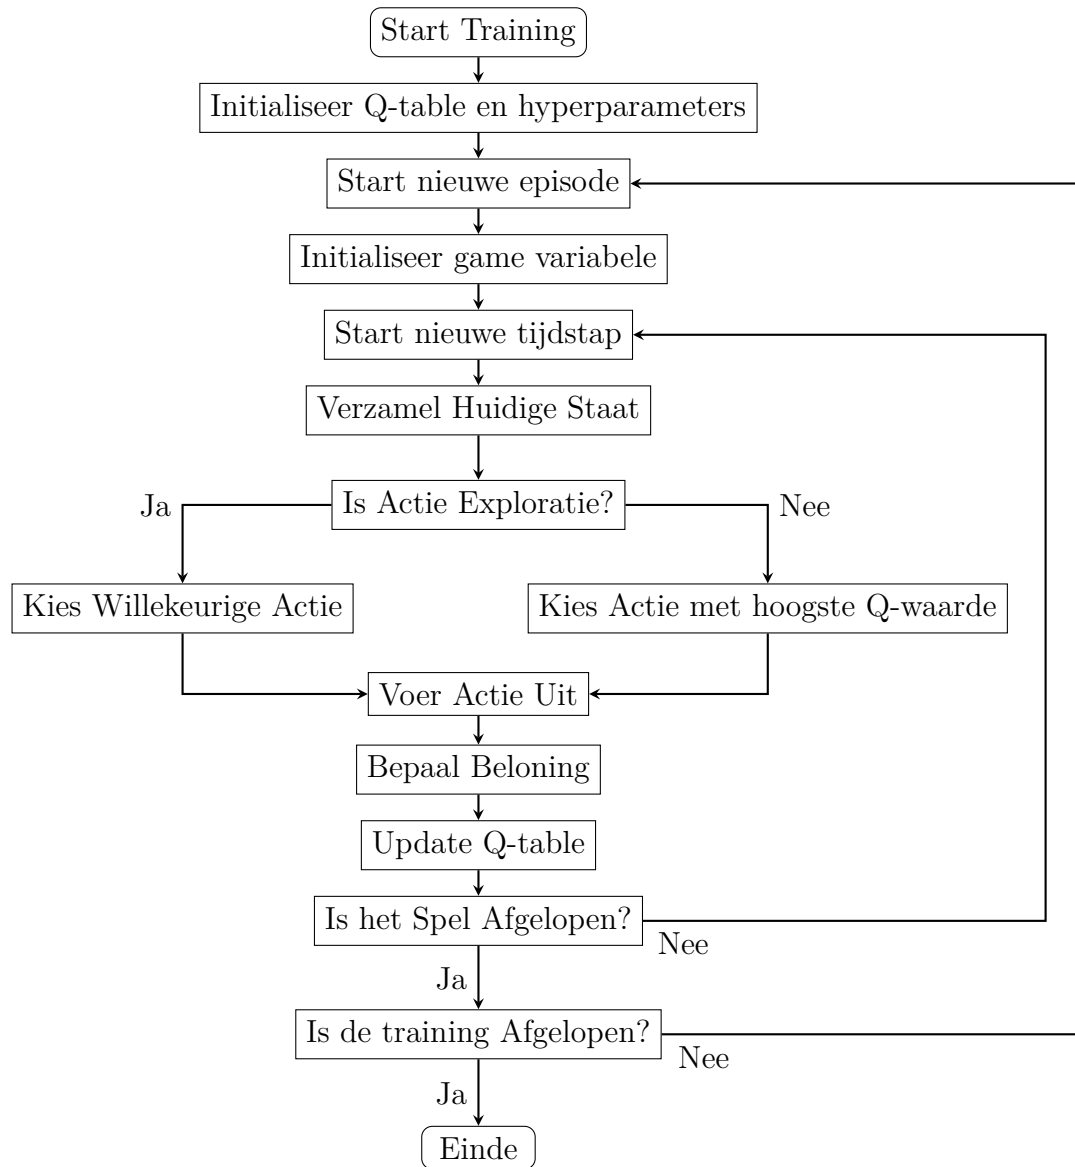 Start Training
Initialiseer Q-table en hyperparameters
Start nieuwe episode
Initialiseer game variabele
Start nieuwe tijdstap
Verzamel Huidige Staat
Is Actie Exploratie?
Ja
Nee
Kies Willekeurige Actie
Kies Actie met hoogste Q-waarde
Voer Actie Uit
Bepaal Beloning
Update Q-table
Is het Spel Afgelopen?
Nee
Ja
Is de training Afgelopen?
Nee
Ja
Einde